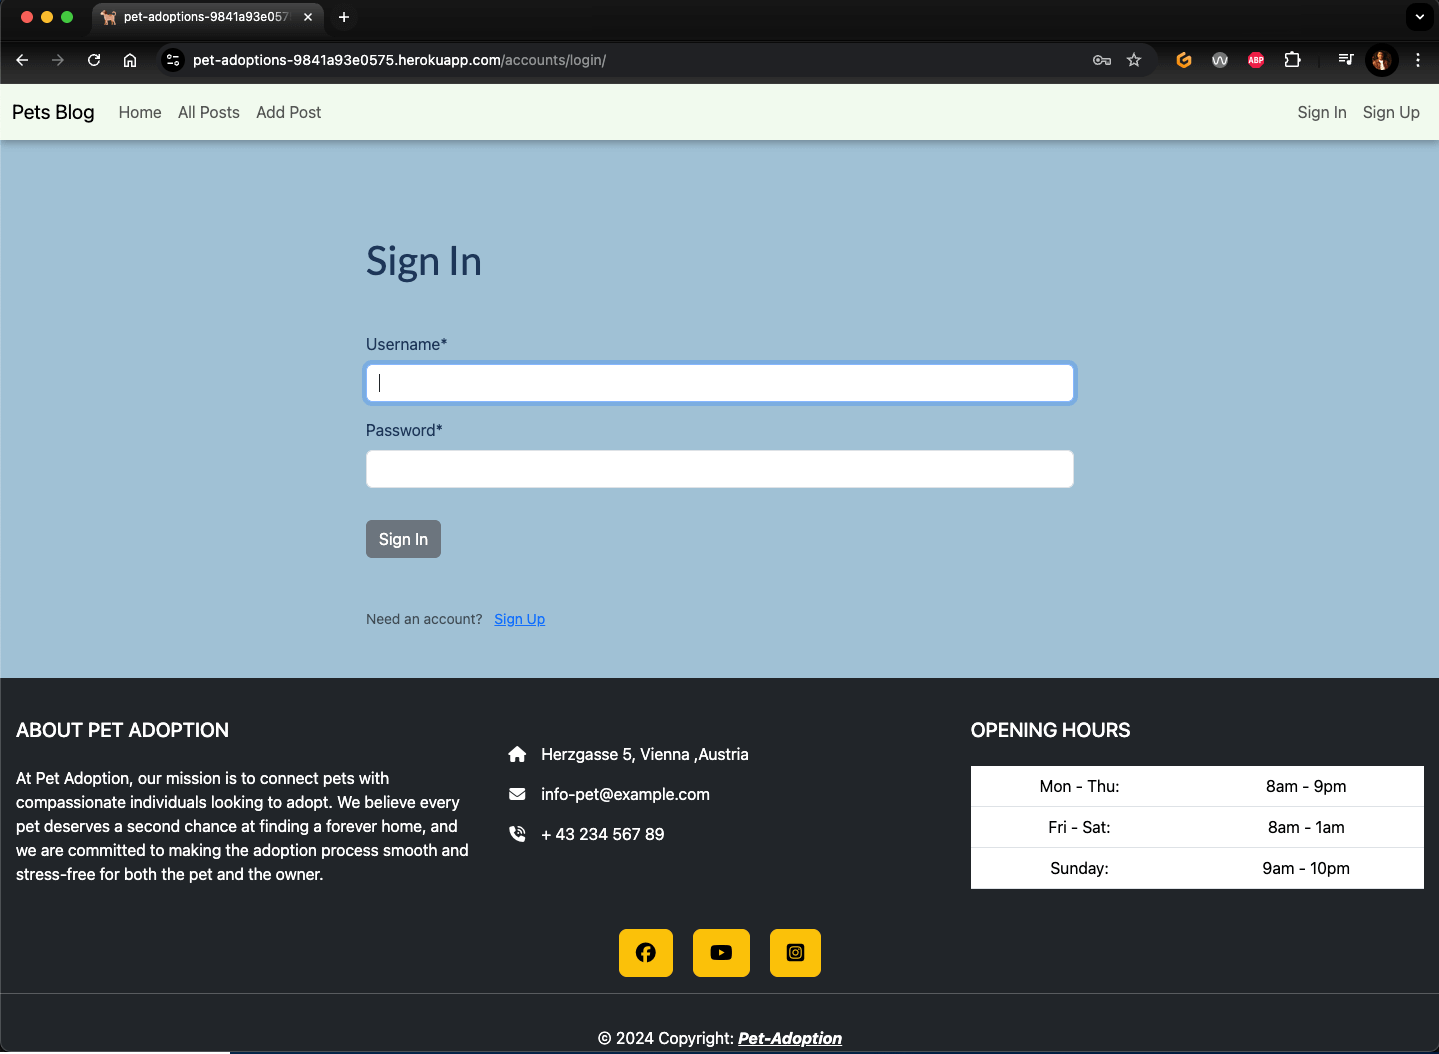 pet-adoptions-9841a93e057
pet-adoptions-9841a93e0575.herokuapp.com/accounts/login/
ABP
Pets Blog Home All Posts Add Post Sign In Sign Up
Sign In
Username*
Password*
Sign In
Need an account? Sign Up
ABOUT PET ADOPTION
At Pet Adoption, our mission is to connect pets with
compassionate individuals looking to adopt. We believe every
pet deserves a second chance at finding a forever home, and
we are committed to making the adoption process smooth and
stress-free for both the pet and the owner.
Herzgasse 5, Vienna ,Austria
info-pet@example.com
+ 43 234 567 89
OPENING HOURS
Mon - Thu: 8am - 9pm
Fri - Sat: 8am - 1am
Sunday: 9am - 10pm
© 2024 Copyright: Pet-Adoption